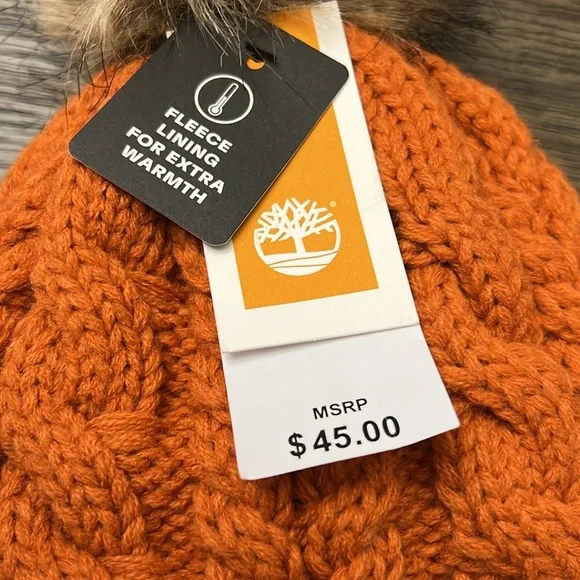 FLEECE
LINING
FOR EXTRA
WARMTH
®
MSRP
$45.00